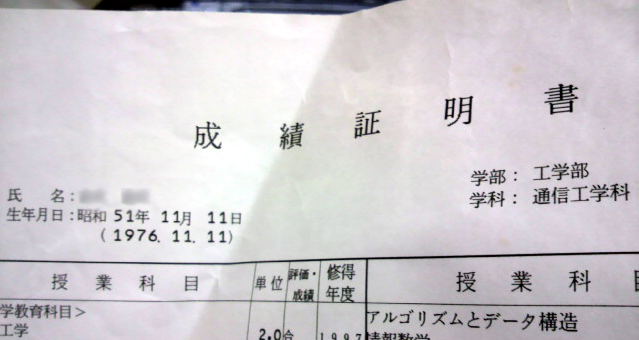 成績証明書
学部：工学部
学科：通信工学科
氏　名：
生年月日：昭和 51年 11月 11日
(1976. 11. 11)
授業科目 単位 評価・成績 修得年度 授業科目
学教育科目>
工学 2.0 合 1997
アルゴリズムとデータ構造
情報数学